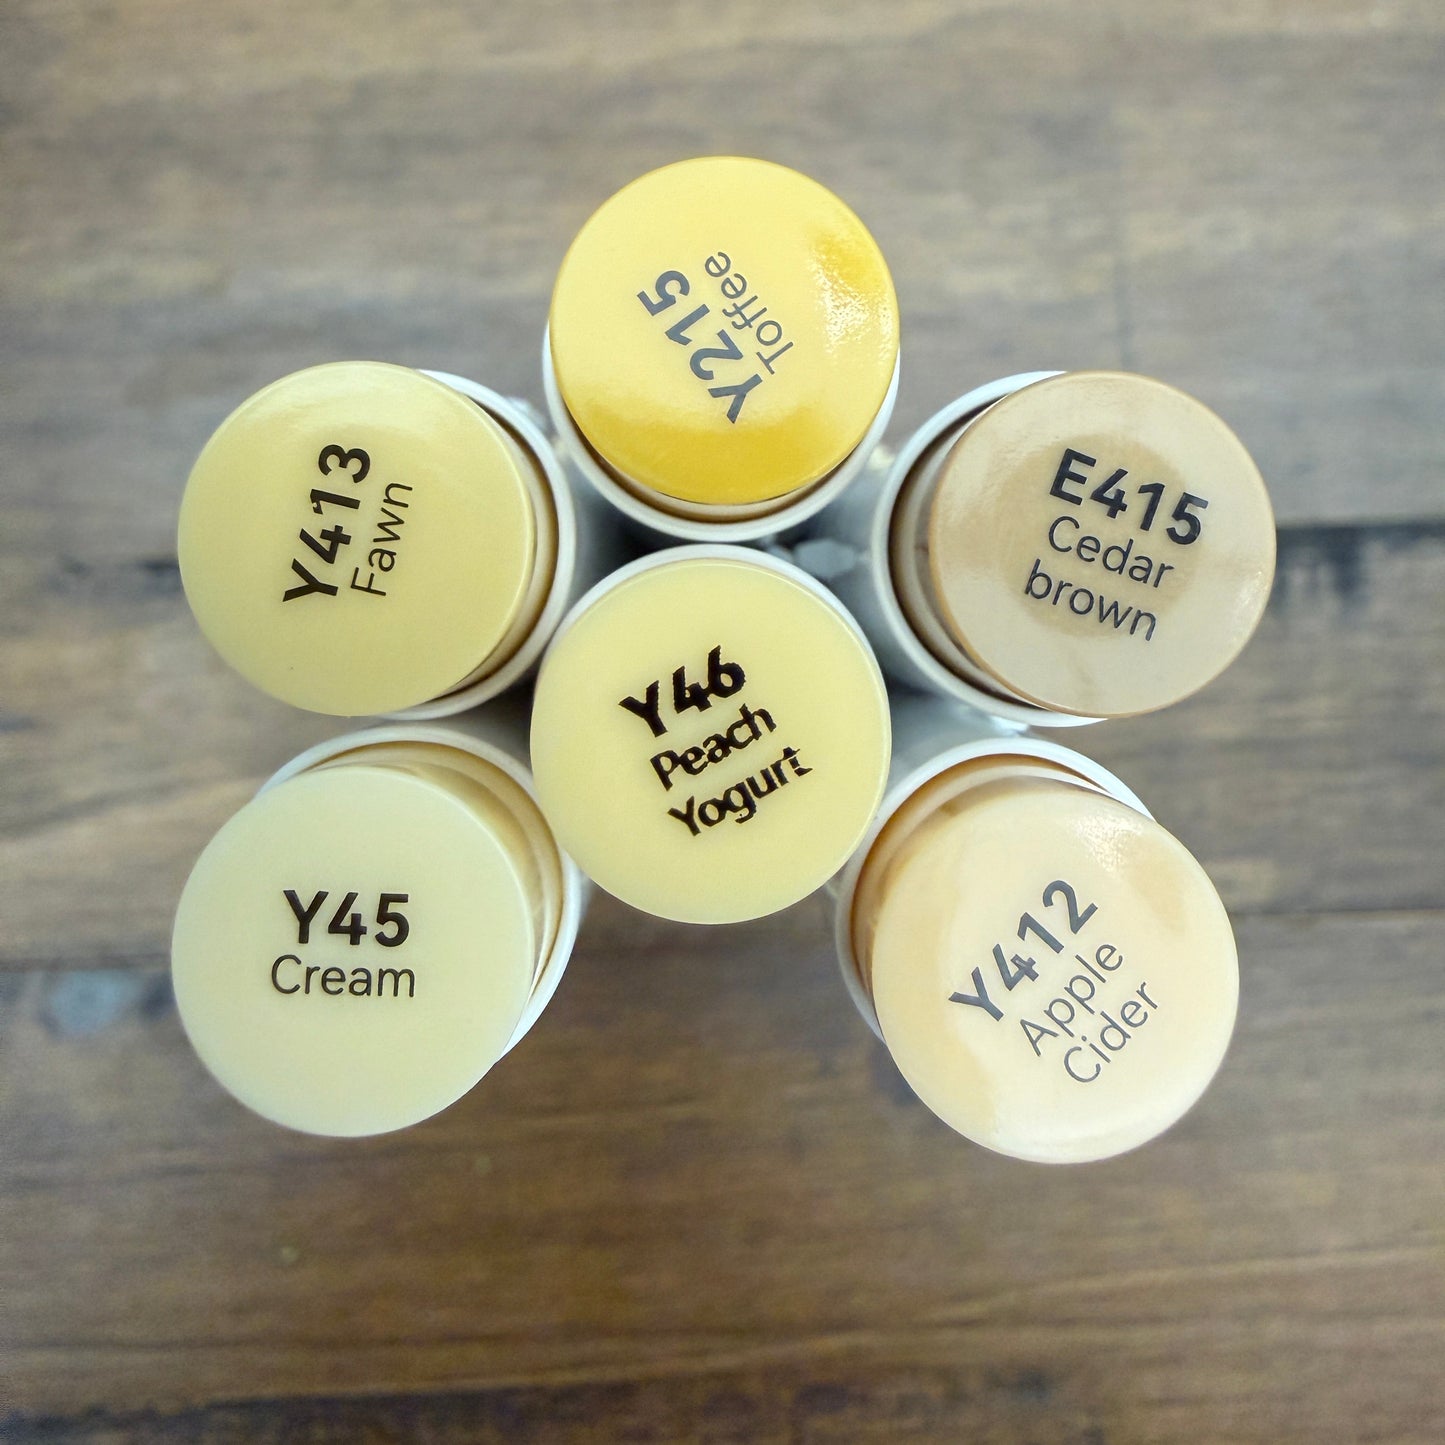 Y215
Toffee
Y413
Fawn
E415
Cedar
brown
Y46
Peach
Yogurt
Y45
Cream
Y412
Apple
Cider